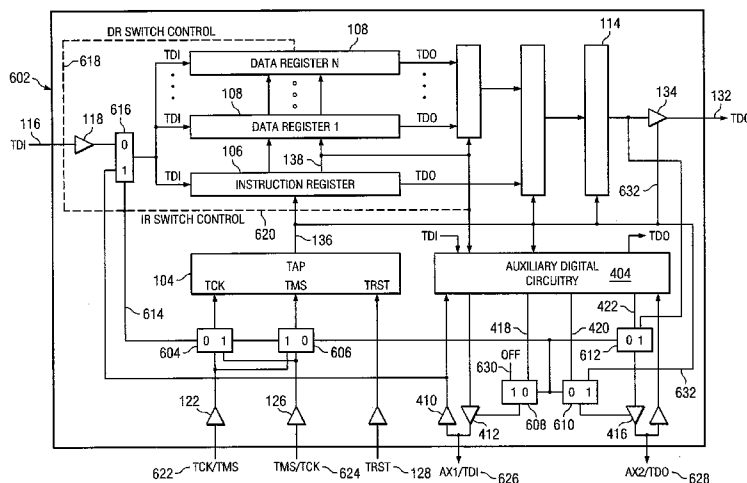 DR SWITCH CONTROL
108
114
602
618
TDI
DATA REGISTER N
TDO
134
132
116
118
616
108
TDI
0
1
TDI
DATA REGISTER 1
TDO
TDO
106
138
TDI
INSTRUCTION REGISTER
TDO
632
IR SWITCH CONTROL
620
136
TDI
TDO
104
TAP
TCK
TMS
TRST
AUXILIARY DIGITAL
CIRCUITRY
404
614
418
420
422
604
0 1
1 0
606
OFF
630
612
0 1
632
1 0
608
0 1
610
122
126
410
412
416
622
TCK/TMS
TMS/TCK
624
TRST
128
AX1/TDI
626
AX2/TDO
628